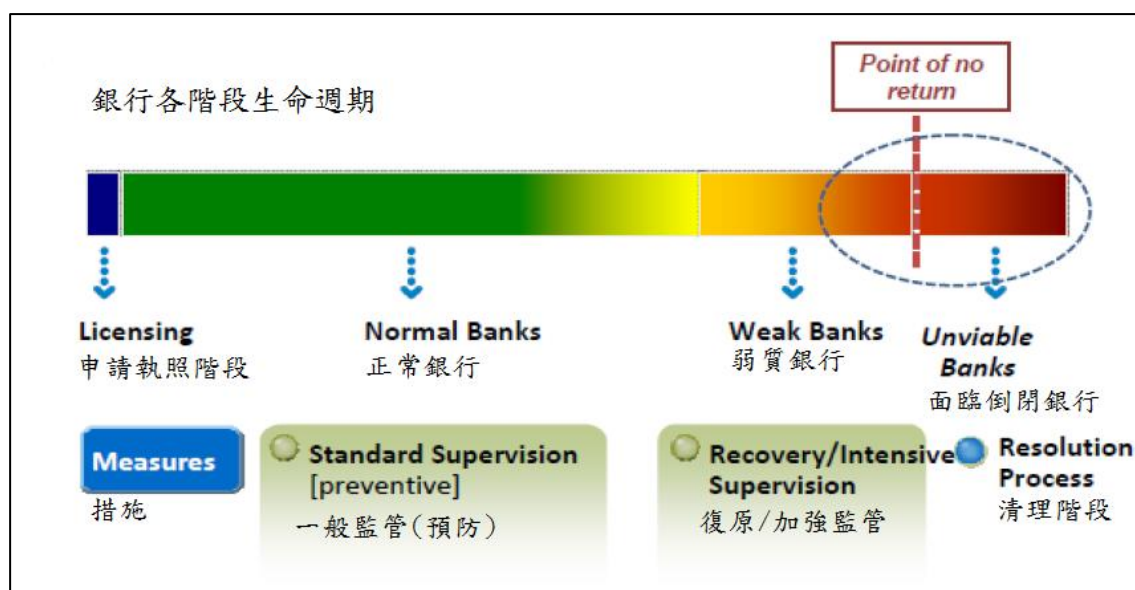 Point of no
return
銀行各階段生命週期
Licensing
申請執照階段
Normal Banks
正常銀行
Weak Banks
弱質銀行
Unviable
Banks
面臨倒閉銀行
Measures
措施
Standard Supervision
[preventive]
一般監管(預防)
Recovery/Intensive
Supervision
復原/加強監管
Resolution
Process
清理階段